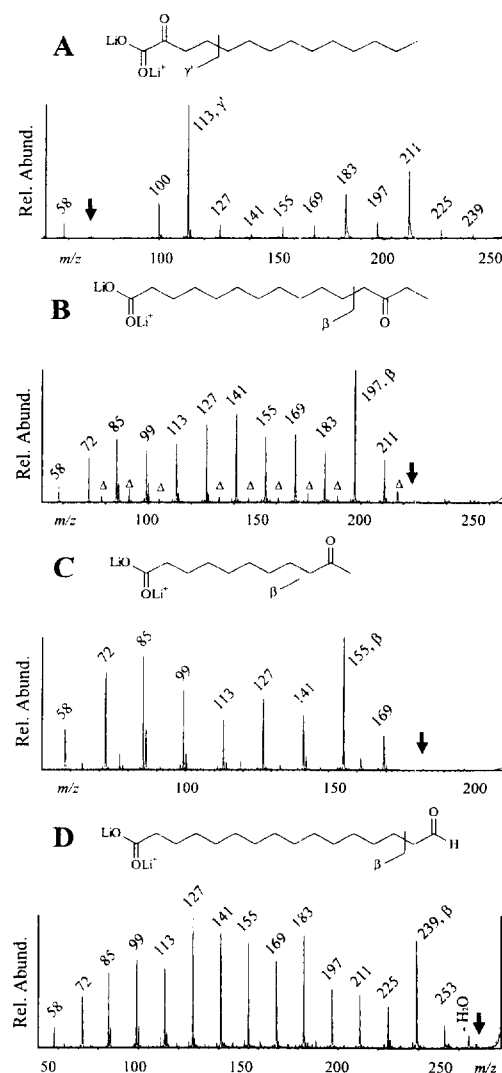 A
O
LiO
OLi+
γ'
Rel. Abund.
58
100
113, γ'
127
141
155
169
183
197
211
225
239
m/z 100 150 200 250
B
LiO
OLi+
β
O
Rel. Abund.
58
72
85
99
113
127
141
155
169
183
197, β
211
Δ Δ Δ Δ Δ Δ Δ Δ Δ
m/z 100 150 200 250
C
O
LiO
OLi+
β
Rel. Abund.
58
72
85
99
113
127
141
155, β
169
m/z 100 150 200
D
O
LiO
H
OLi+
β
Rel. Abund.
58
72
85
99
113
127
141
155
169
183
197
211
225
239, β
253
H2O
50 100 150 200 250 m/z